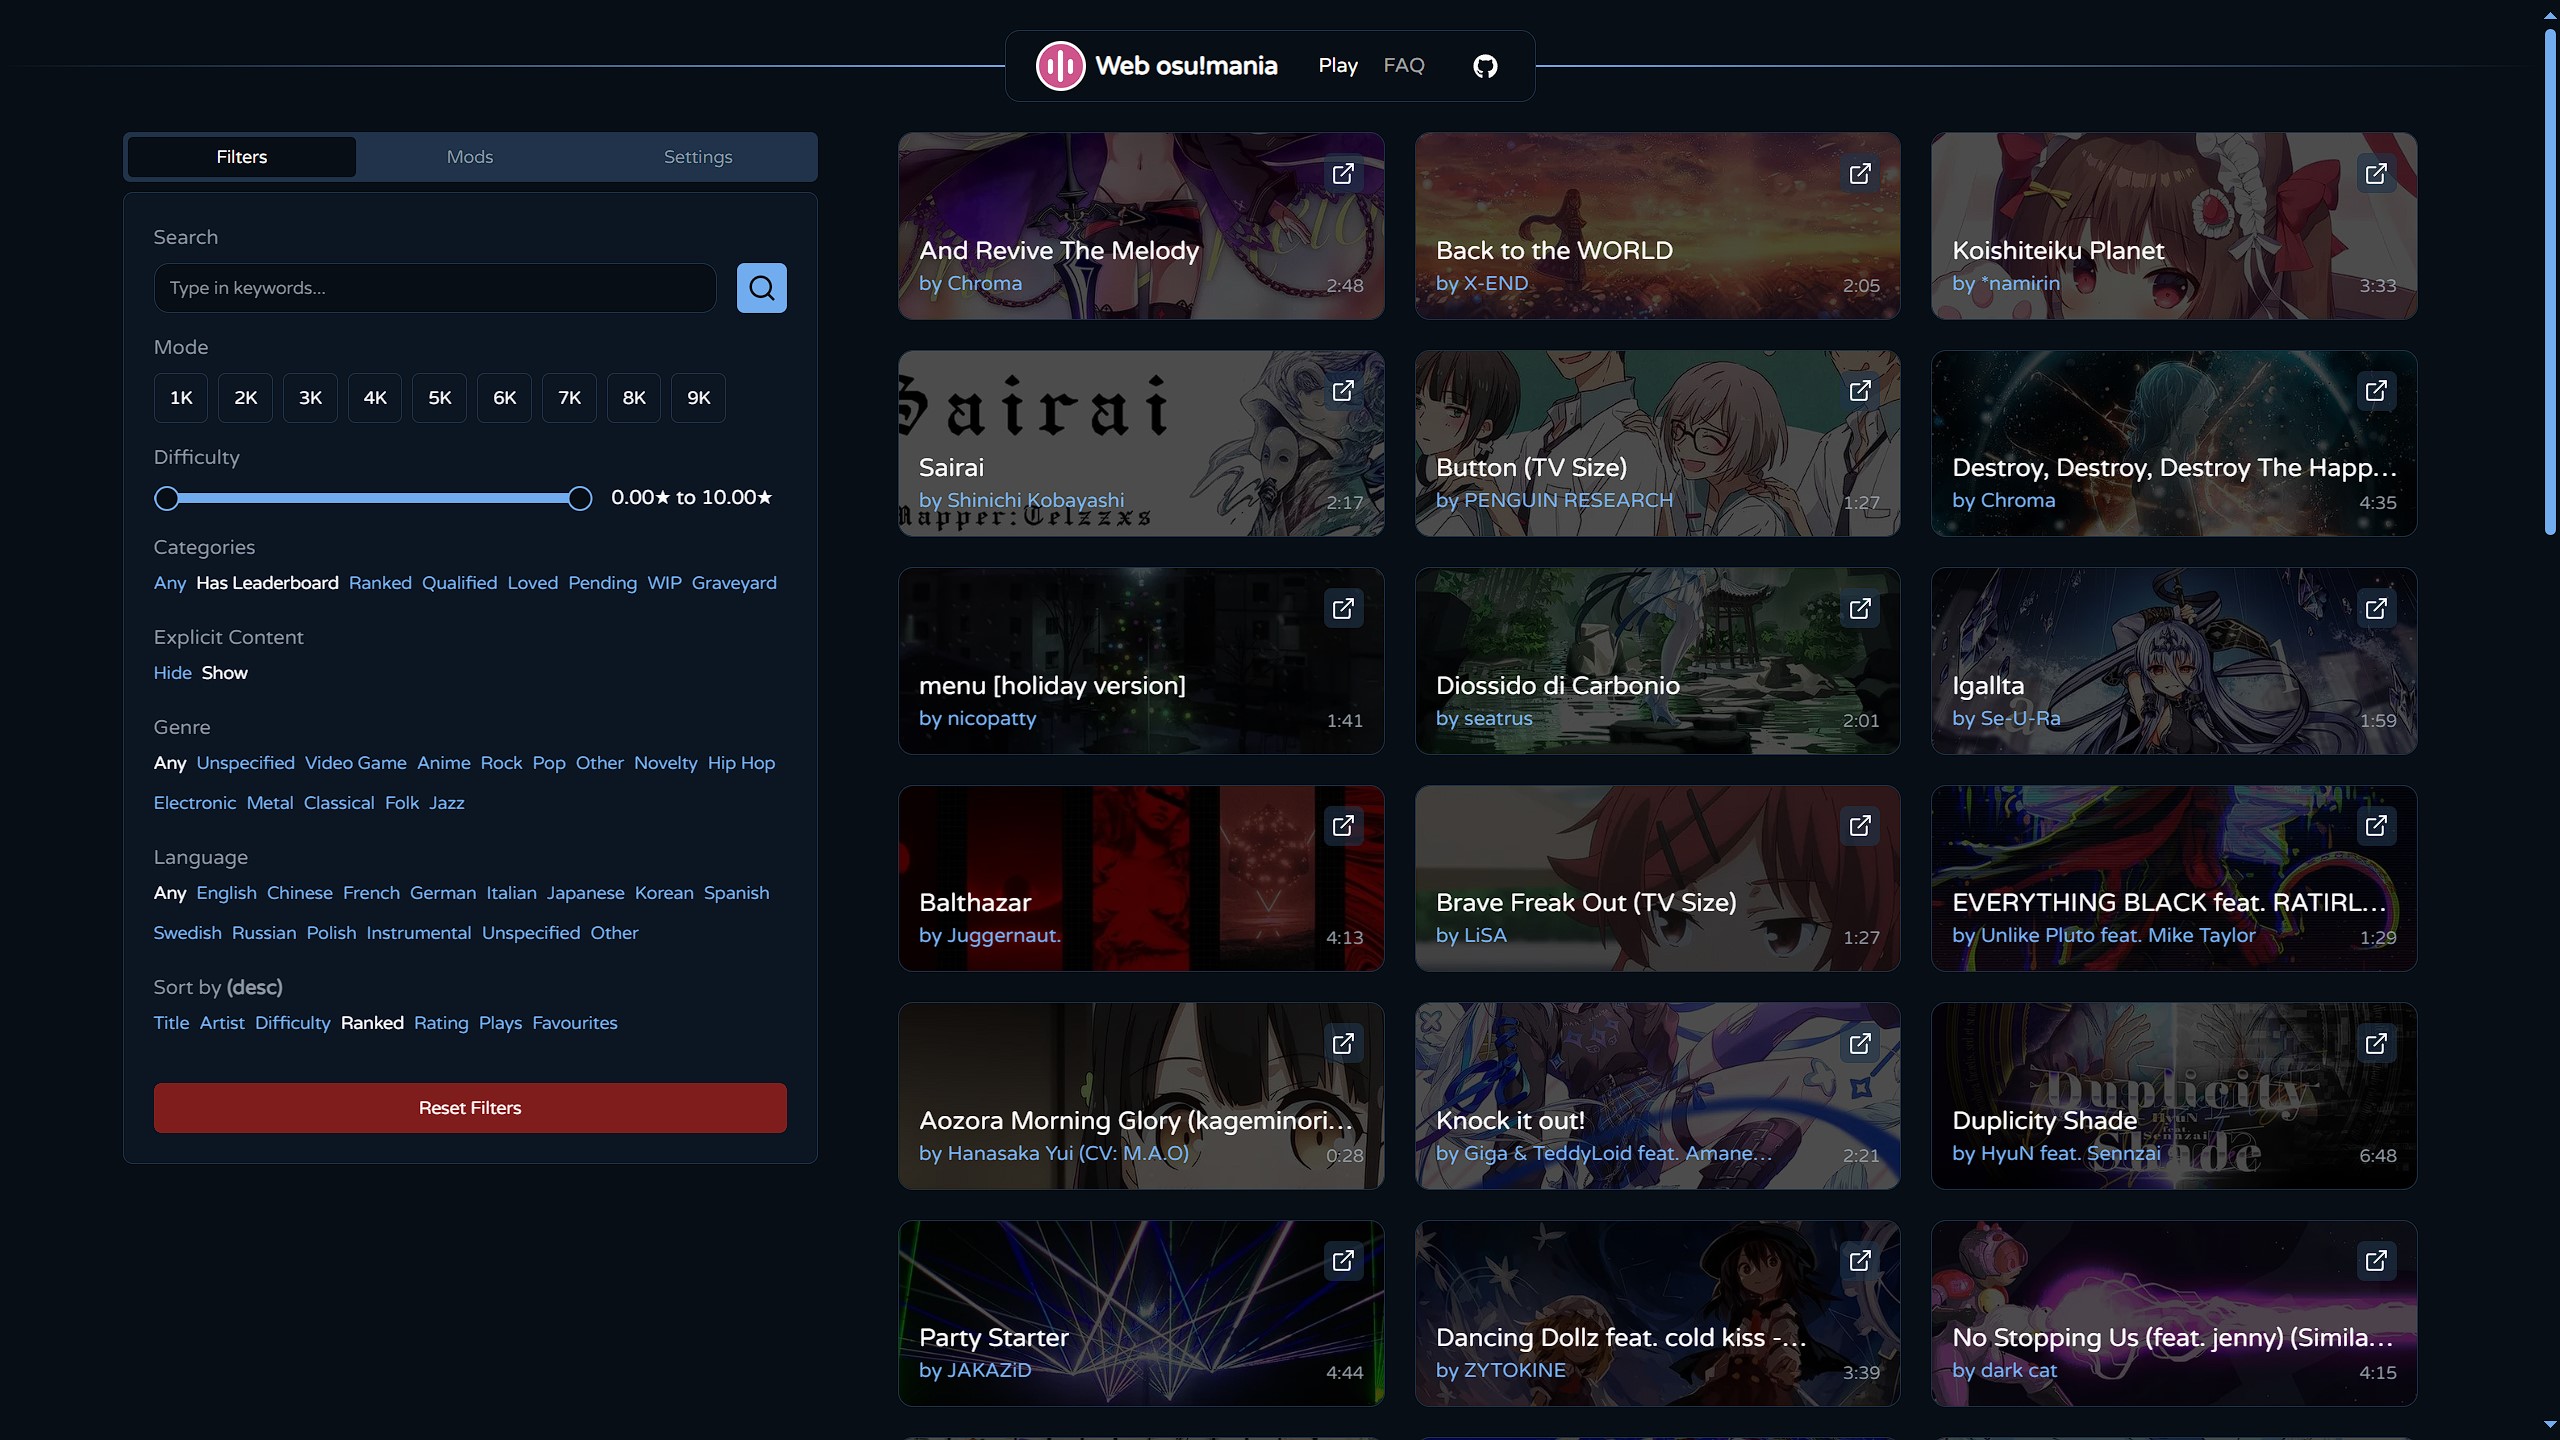 Web osu!mania Play FAQ
Filters Mods Settings
Search
Type in keywords...
Mode
1K 2K 3K 4K 5K 6K 7K 8K 9K
Difficulty
0.00★ to 10.00★
Categories
Any Has Leaderboard Ranked Qualified Loved Pending WIP Graveyard
Explicit Content
Hide Show
Genre
Any Unspecified Video Game Anime Rock Pop Other Novelty Hip Hop
Electronic Metal Classical Folk Jazz
Language
Any English Chinese French German Italian Japanese Korean Spanish
Swedish Russian Polish Instrumental Unspecified Other
Sort by (desc)
Title Artist Difficulty Ranked Rating Plays Favourites
Reset Filters
And Revive The Melody
by Chroma 2:48
Back to the WORLD
by X-END 2:05
Koishiteiku Planet
by *namirin 3:33
Sairai
Sairai
by Shinichi Kobayashi 2:17
Mapper:Telzzxs
Button (TV Size)
by PENGUIN RESEARCH 1:27
Destroy, Destroy, Destroy The Happ...
by Chroma 4:35
menu [holiday version]
by nicopatty 1:41
Diossido di Carbonio
by seatrus 2:01
Igallta
by Se-U-Ra 1:59
Balthazar
by Juggernaut. 4:13
Brave Freak Out (TV Size)
by LiSA 1:27
EVERYTHING BLACK feat. RATIRL...
by Unlike Pluto feat. Mike Taylor 1:29
Aozora Morning Glory (kageminori...
by Hanasaka Yui (CV: M.A.O) 0:28
Knock it out!
by Giga & TeddyLoid feat. Amane... 2:21
Duplicity
Duplicity Shade
HyuN
feat.
Sennzai
Shade
by HyuN feat. Sennzai 6:48
Party Starter
by JAKAZiD 4:44
Dancing Dollz feat. cold kiss -...
by ZYTOKINE 3:39
No Stopping Us (feat. jenny) (Simila...
by dark cat 4:15